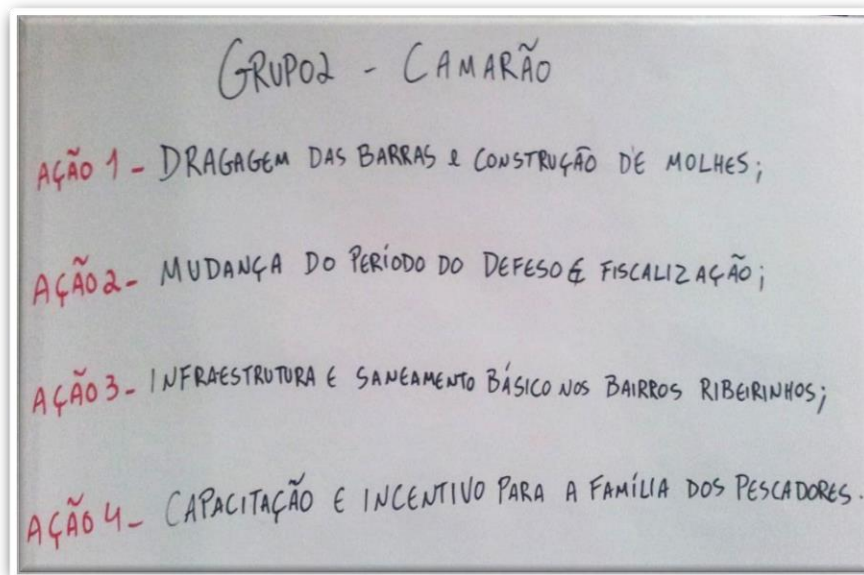 GRUPO2 - CAMARÃO
AÇÃO 1 - DRAGAGEM DAS BARRAS e CONSTRUÇÃO DE MOLHES;
AÇÃO 2 - MUDANÇA DO PERÍODO DO DEFESO E FISCALIZAÇÃO;
AÇÃO 3 - INFRAESTRUTURA E SANEAMENTO BÁSICO NOS BAIRROS RIBEIRINHOS;
AÇÃO 4 - CAPACITAÇÃO E INCENTIVO PARA A FAMÍLIA DOS PESCADORES.